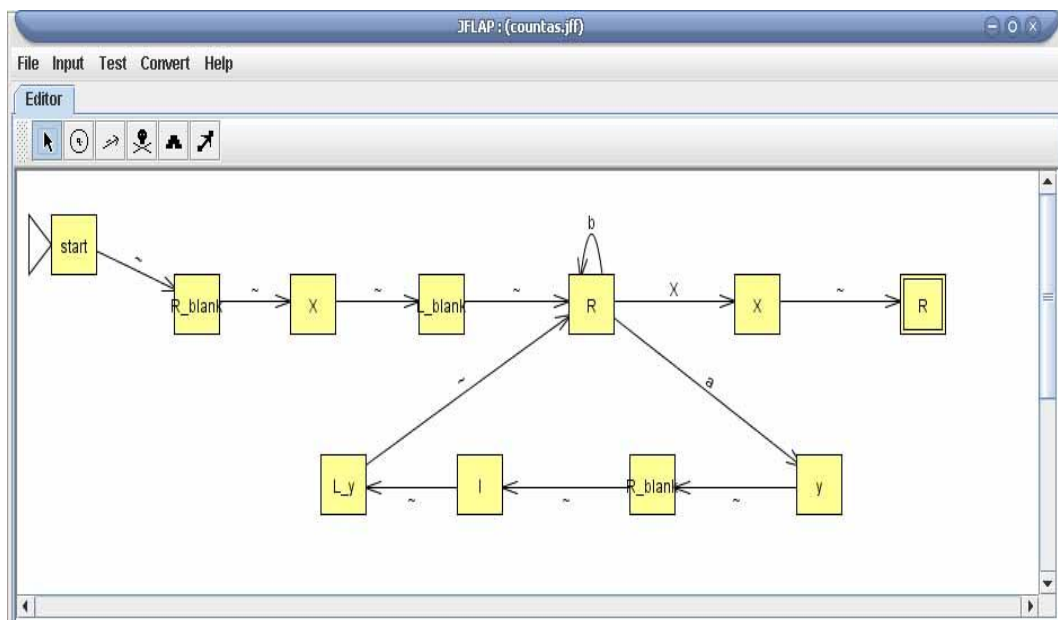 JFLAP : (countas.jff)
File Input Test Convert Help
Editor
b
start
~
R_blank
~
X
~
L_blank
~
R
X
X
~
R
~
a
L_y
~
I
~
R_blank
~
y